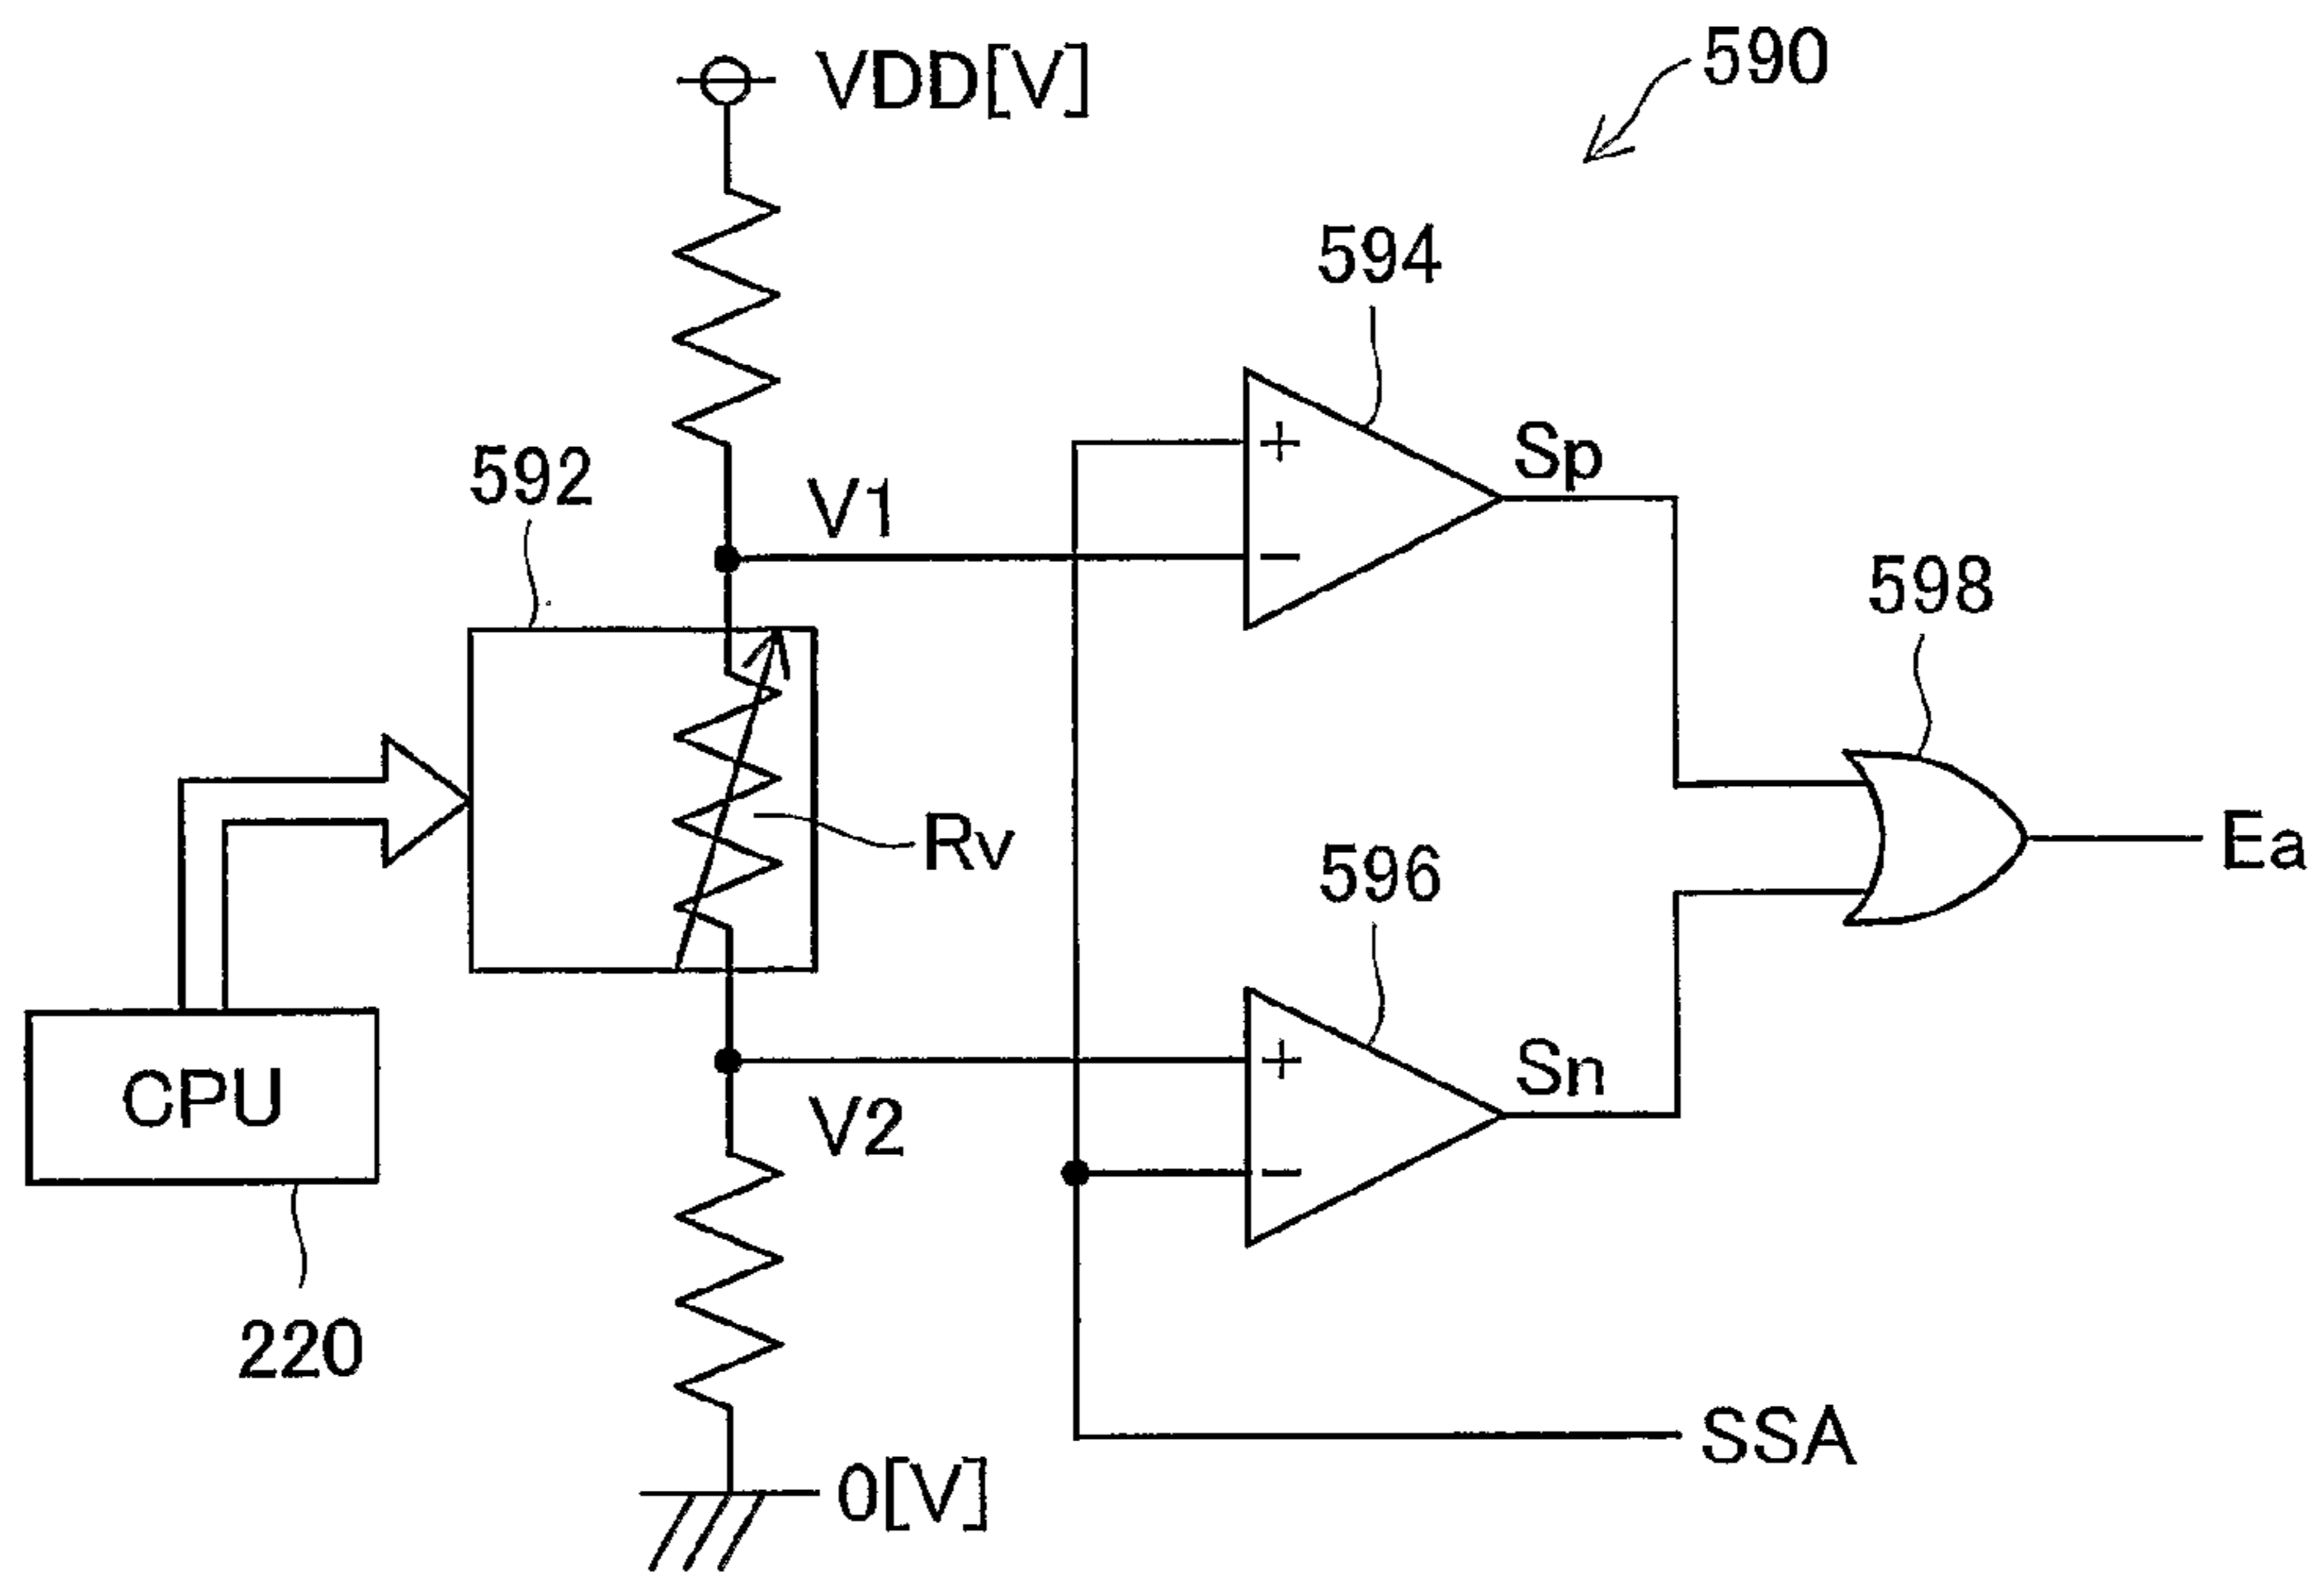 590
VDD[V]
594
Sp
592
V1
+
−
598
Rv
Ea
596
Sn
+
−
CPU
V2
220
SSA
0[V]